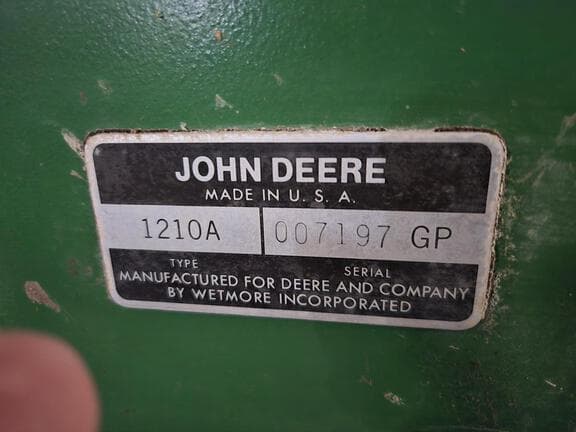 JOHN DEERE
MADE IN U. S. A.
1210A 007197 GP
TYPE SERIAL
MANUFACTURED FOR DEERE AND COMPANY
BY WETMORE INCORPORATED